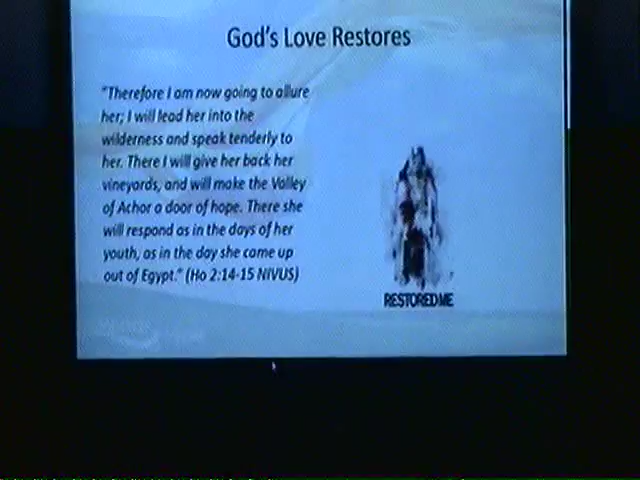 God's Love Restores
"Therefore I am now going to allure
her; I will lead her into the
wilderness and speak tenderly to
her. There I will give her back her
vineyards, and will make the Valley
of Achor a door of hope. There she
will respond as in the days of her
youth, as in the day she came up
out of Egypt." (Ho 2:14-15 NIVUS)
RESTORED ME